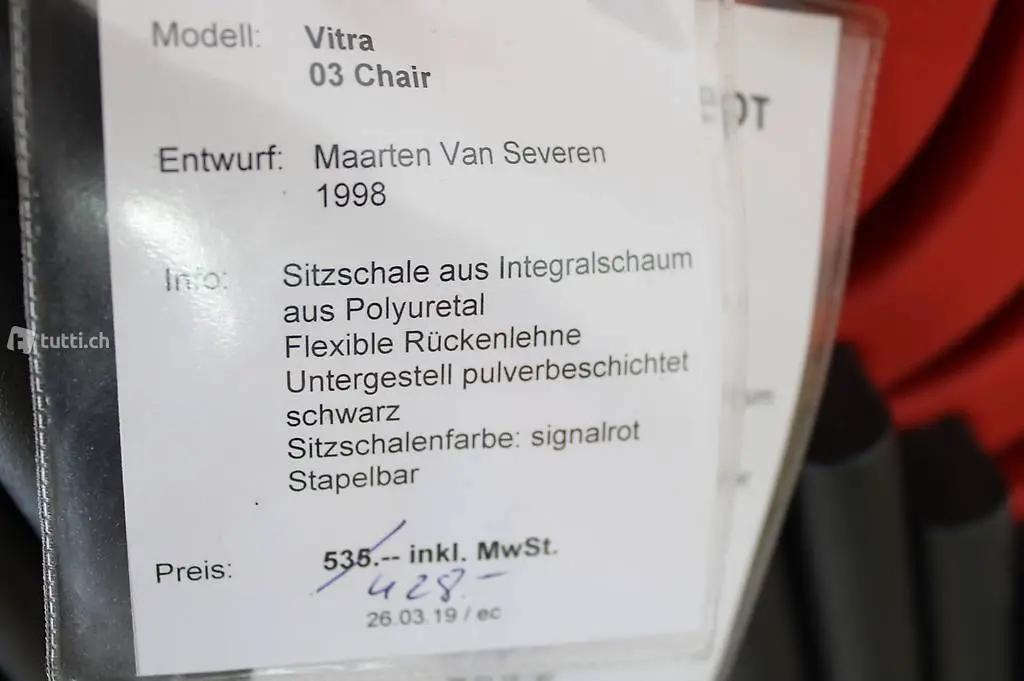 Modell: Vitra
03 Chair
Entwurf: Maarten Van Severen
1998
Info: Sitzschale aus Integralschaum
aus Polyuretal
Flexible Rückenlehne
Untergestell pulverbeschichtet
schwarz
Sitzschalenfarbe: signalrot
Stapelbar
Preis: 535.-- inkl. MwSt.
428.–
26.03.19 / ec
tutti.ch